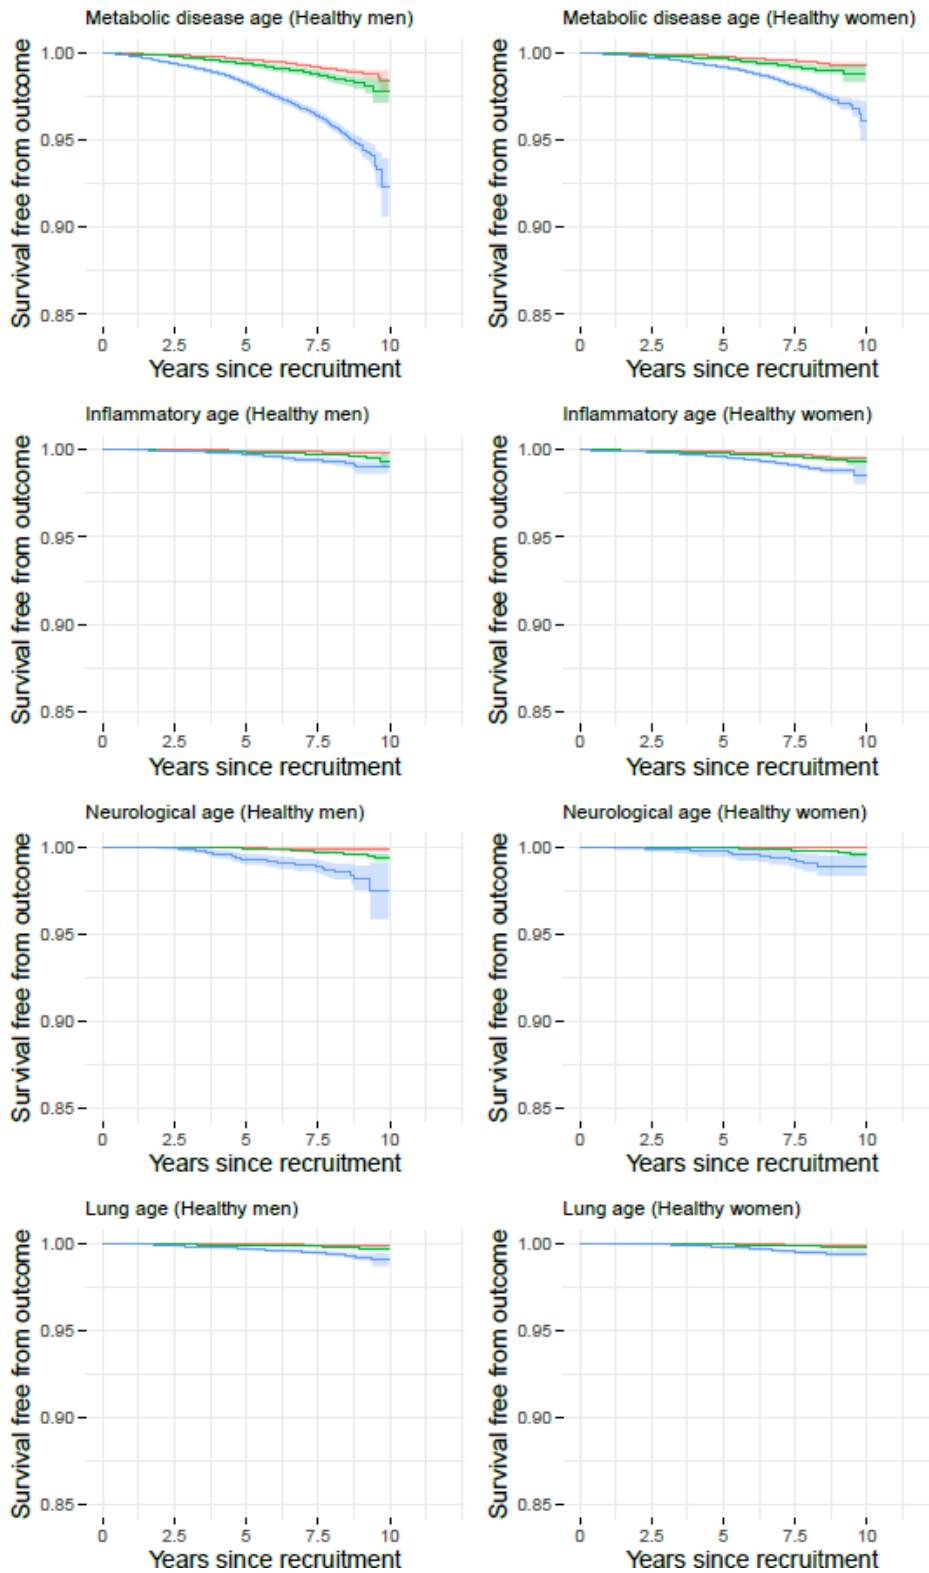 Metabolic disease age (Healthy men)
Survival free from outcome
1.00
0.95
0.90
0.85
0 2.5 5 7.5 10
Years since recruitment
Metabolic disease age (Healthy women)
Survival free from outcome
1.00
0.95
0.90
0.85
0 2.5 5 7.5 10
Years since recruitment
Inflammatory age (Healthy men)
Survival free from outcome
1.00
0.95
0.90
0.85
0 2.5 5 7.5 10
Years since recruitment
Inflammatory age (Healthy women)
Survival free from outcome
1.00
0.95
0.90
0.85
0 2.5 5 7.5 10
Years since recruitment
Neurological age (Healthy men)
Survival free from outcome
1.00
0.95
0.90
0.85
0 2.5 5 7.5 10
Years since recruitment
Neurological age (Healthy women)
Survival free from outcome
1.00
0.95
0.90
0.85
0 2.5 5 7.5 10
Years since recruitment
Lung age (Healthy men)
Survival free from outcome
1.00
0.95
0.90
0.85
0 2.5 5 7.5 10
Years since recruitment
Lung age (Healthy women)
Survival free from outcome
1.00
0.95
0.90
0.85
0 2.5 5 7.5 10
Years since recruitment